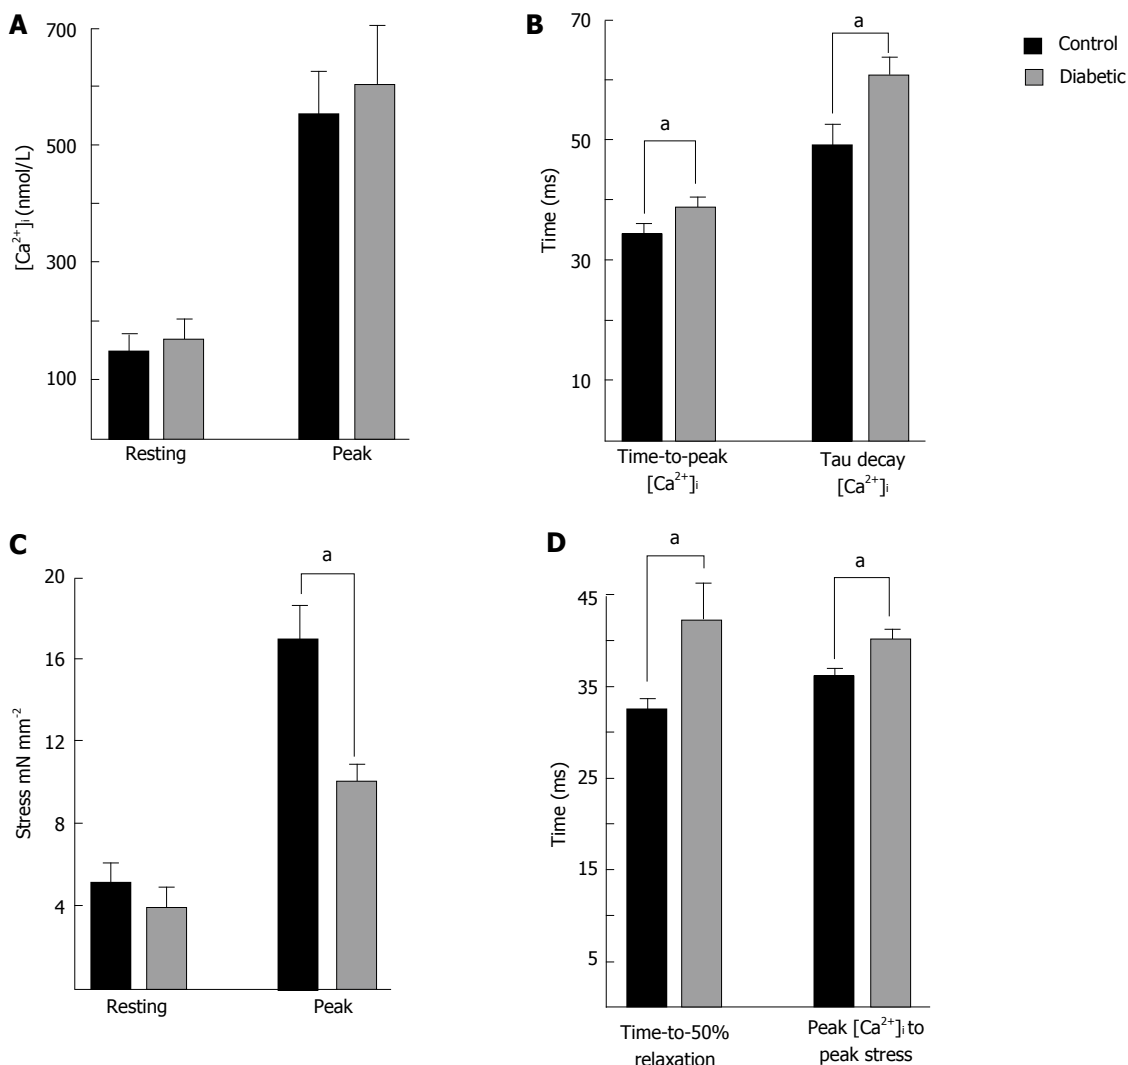 A
700
500
300
100
[Ca²⁺]ᵢ (nmol/L)
Resting
Peak
B
70
50
30
10
Time (ms)
a
a
Time-to-peak
[Ca²⁺]ᵢ
Tau decay
[Ca²⁺]ᵢ
Control
Diabetic
C
20
16
12
8
4
Stress mN mm⁻²
a
Resting
Peak
D
45
35
25
15
5
Time (ms)
a
a
Time-to-50%
relaxation
Peak [Ca²⁺]ᵢ to
peak stress